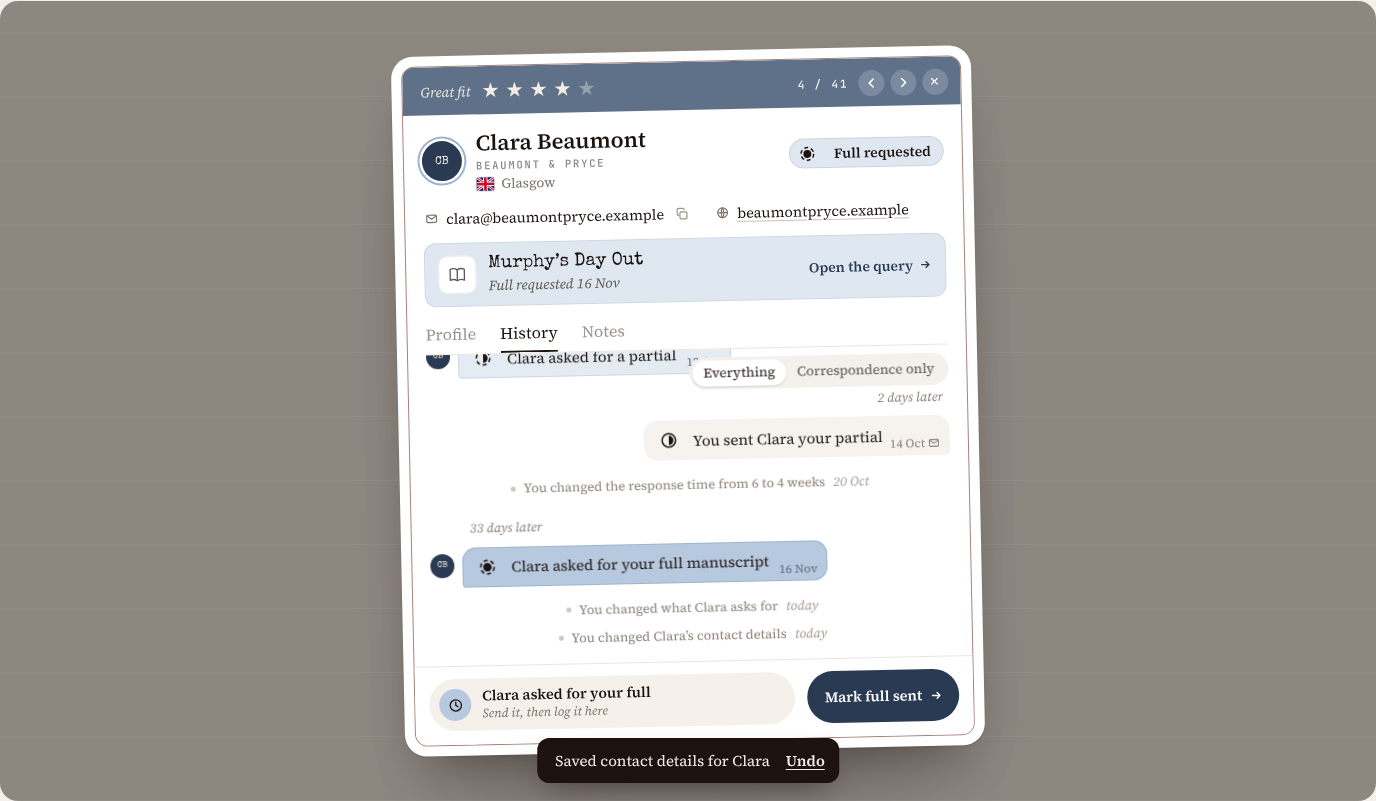 Great fit
4 / 41
CB
Clara Beaumont
BEAUMONT & PRYCE
Glasgow
Full requested
clara@beaumontpryce.example
beaumontpryce.example
Murphy's Day Out
Full requested 16 Nov
Open the query
Profile
History
Notes
CB
Clara asked for a partial
Everything
Correspondence only
2 days later
You sent Clara your partial
14 Oct
You changed the response time from 6 to 4 weeks 20 Oct
33 days later
CB
Clara asked for your full manuscript
16 Nov
You changed what Clara asks for today
You changed Clara's contact details today
Clara asked for your full
Send it, then log it here
Mark full sent
Saved contact details for Clara
Undo